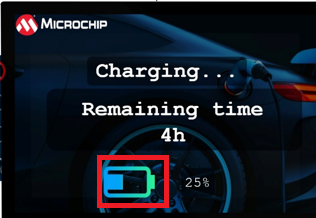 MICROCHIP
Charging...
Remaining time
4h
25%